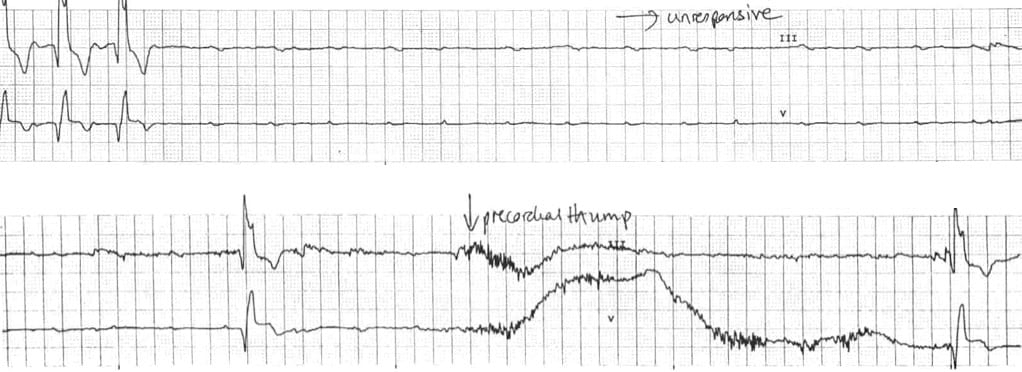 → unresponsive
III
V
↓ precordial thump
III
V